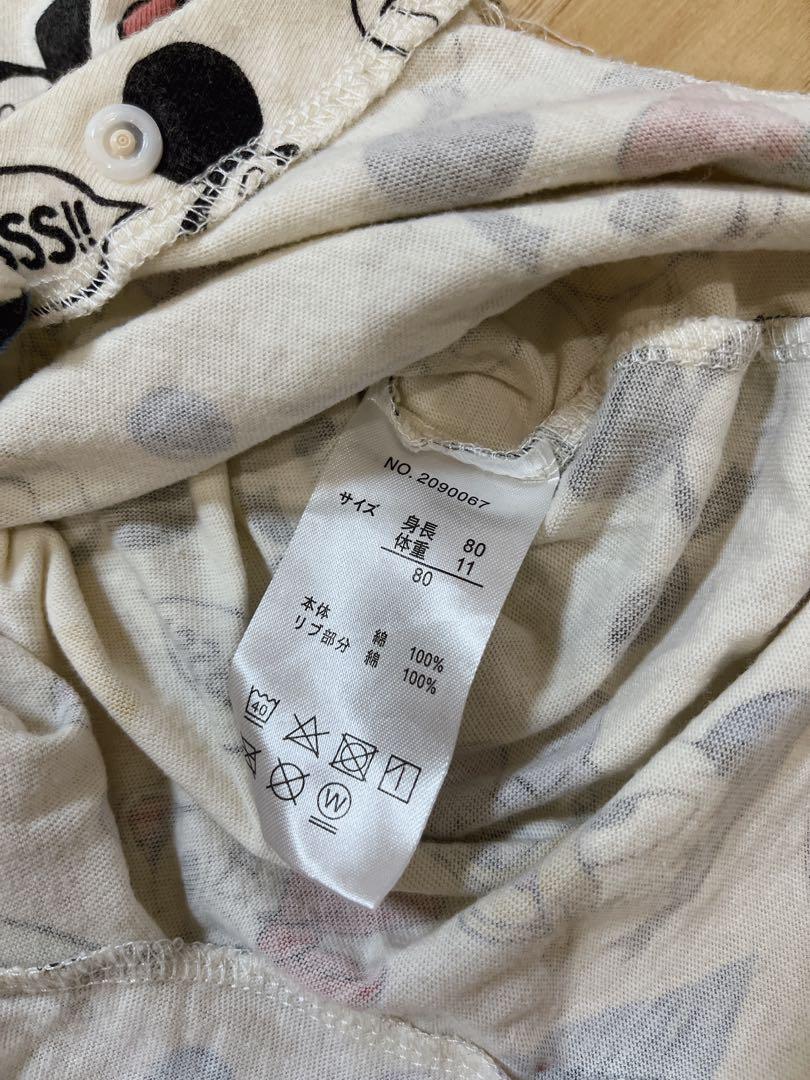 SSS!!
NO. 2090067
サイズ 身長 80
体重 11
80
本体 綿 100%
リブ部分 綿 100%
40
W